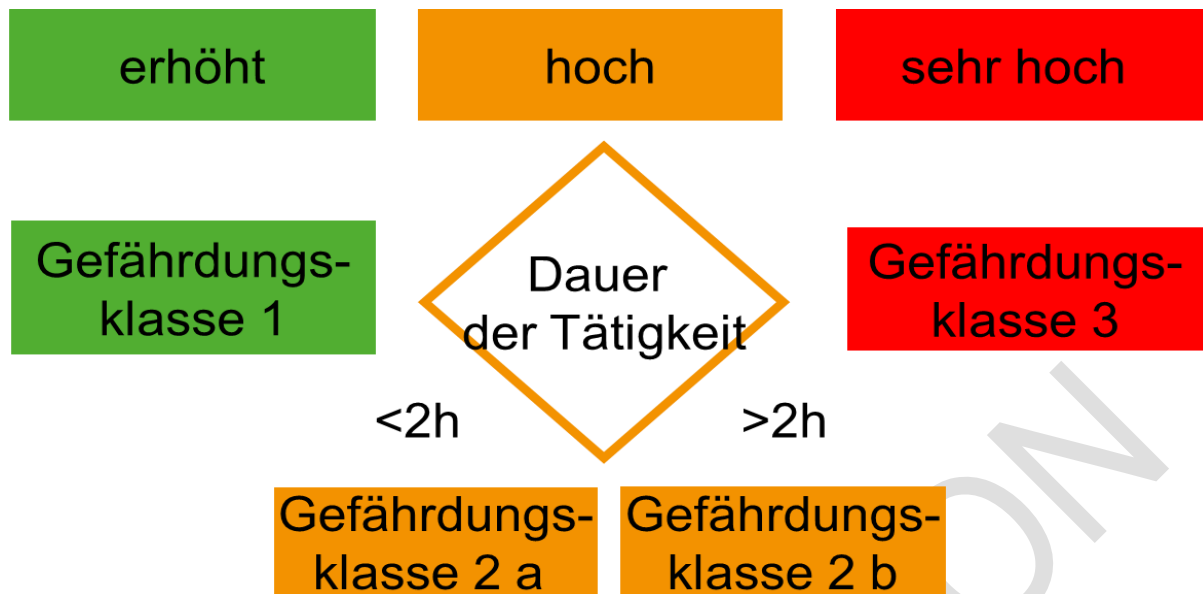 erhöht
hoch
sehr hoch
Gefährdungs-
klasse 1
Dauer
der Tätigkeit
Gefährdungs-
klasse 3
<2h
>2h
Gefährdungs-
klasse 2 a
Gefährdungs-
klasse 2 b
ON